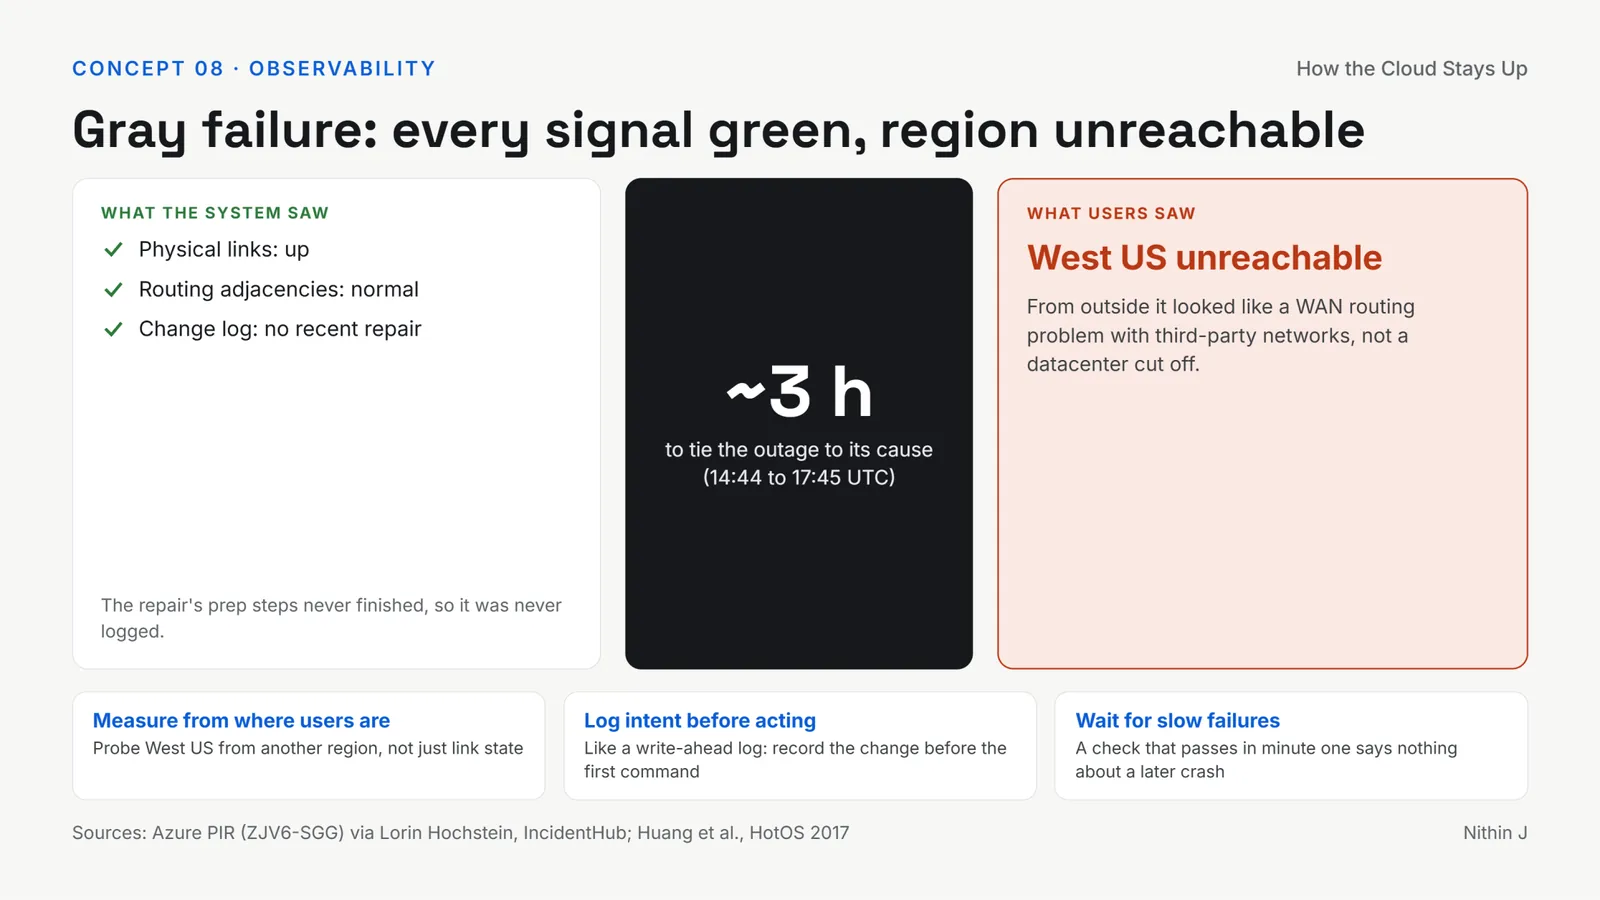 CONCEPT 08 · OBSERVABILITY
How the Cloud Stays Up
Gray failure: every signal green, region unreachable
WHAT THE SYSTEM SAW
Physical links: up
Routing adjacencies: normal
Change log: no recent repair
The repair's prep steps never finished, so it was never
logged.
~3 h
to tie the outage to its cause
(14:44 to 17:45 UTC)
WHAT USERS SAW
West US unreachable
From outside it looked like a WAN routing
problem with third-party networks, not a
datacenter cut off.
Measure from where users are
Probe West US from another region, not just link state
Log intent before acting
Like a write-ahead log: record the change before the
first command
Wait for slow failures
A check that passes in minute one says nothing
about a later crash
Sources: Azure PIR (ZJV6-SGG) via Lorin Hochstein, IncidentHub; Huang et al., HotOS 2017
Nithin J